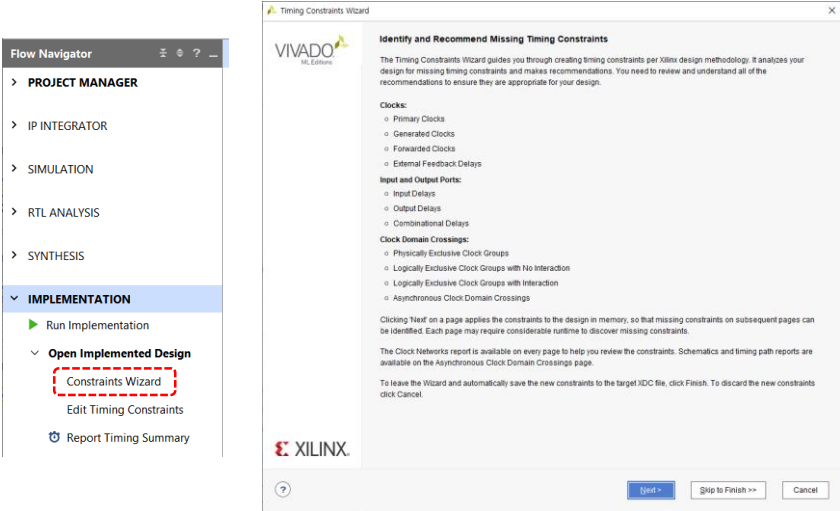 Flow Navigator
PROJECT MANAGER
IP INTEGRATOR
SIMULATION
RTL ANALYSIS
SYNTHESIS
IMPLEMENTATION
Run Implementation
Open Implemented Design
Constraints Wizard
Edit Timing Constraints
Report Timing Summary
Timing Constraints Wizard
VIVADO
ML Editions
Identify and Recommend Missing Timing Constraints
The Timing Constraints Wizard guides you through creating timing constraints per Xilinx design methodology. It analyzes your
design for missing timing constraints and makes recommendations. You need to review and understand all of the
recommendations to ensure they are appropriate for your design.
Clocks:
Primary Clocks
Generated Clocks
Forwarded Clocks
External Feedback Delays
Input and Output Ports:
Input Delays
Output Delays
Combinational Delays
Clock Domain Crossings:
Physically Exclusive Clock Groups
Logically Exclusive Clock Groups with No Interaction
Logically Exclusive Clock Groups with Interaction
Asynchronous Clock Domain Crossings
Clicking 'Next' on a page applies the constraints to the design in memory, so that missing constraints on subsequent pages can
be identified. Each page may require considerable runtime to discover missing constraints.
The Clock Networks report is available on every page to help you review the constraints. Schematics and timing path reports are
available on the Asynchronous Clock Domain Crossings page.
To leave the Wizard and automatically save the new constraints to the target XDC file, click Finish. To discard the new constraints
click Cancel.
XILINX.
Next >
Skip to Finish >>
Cancel